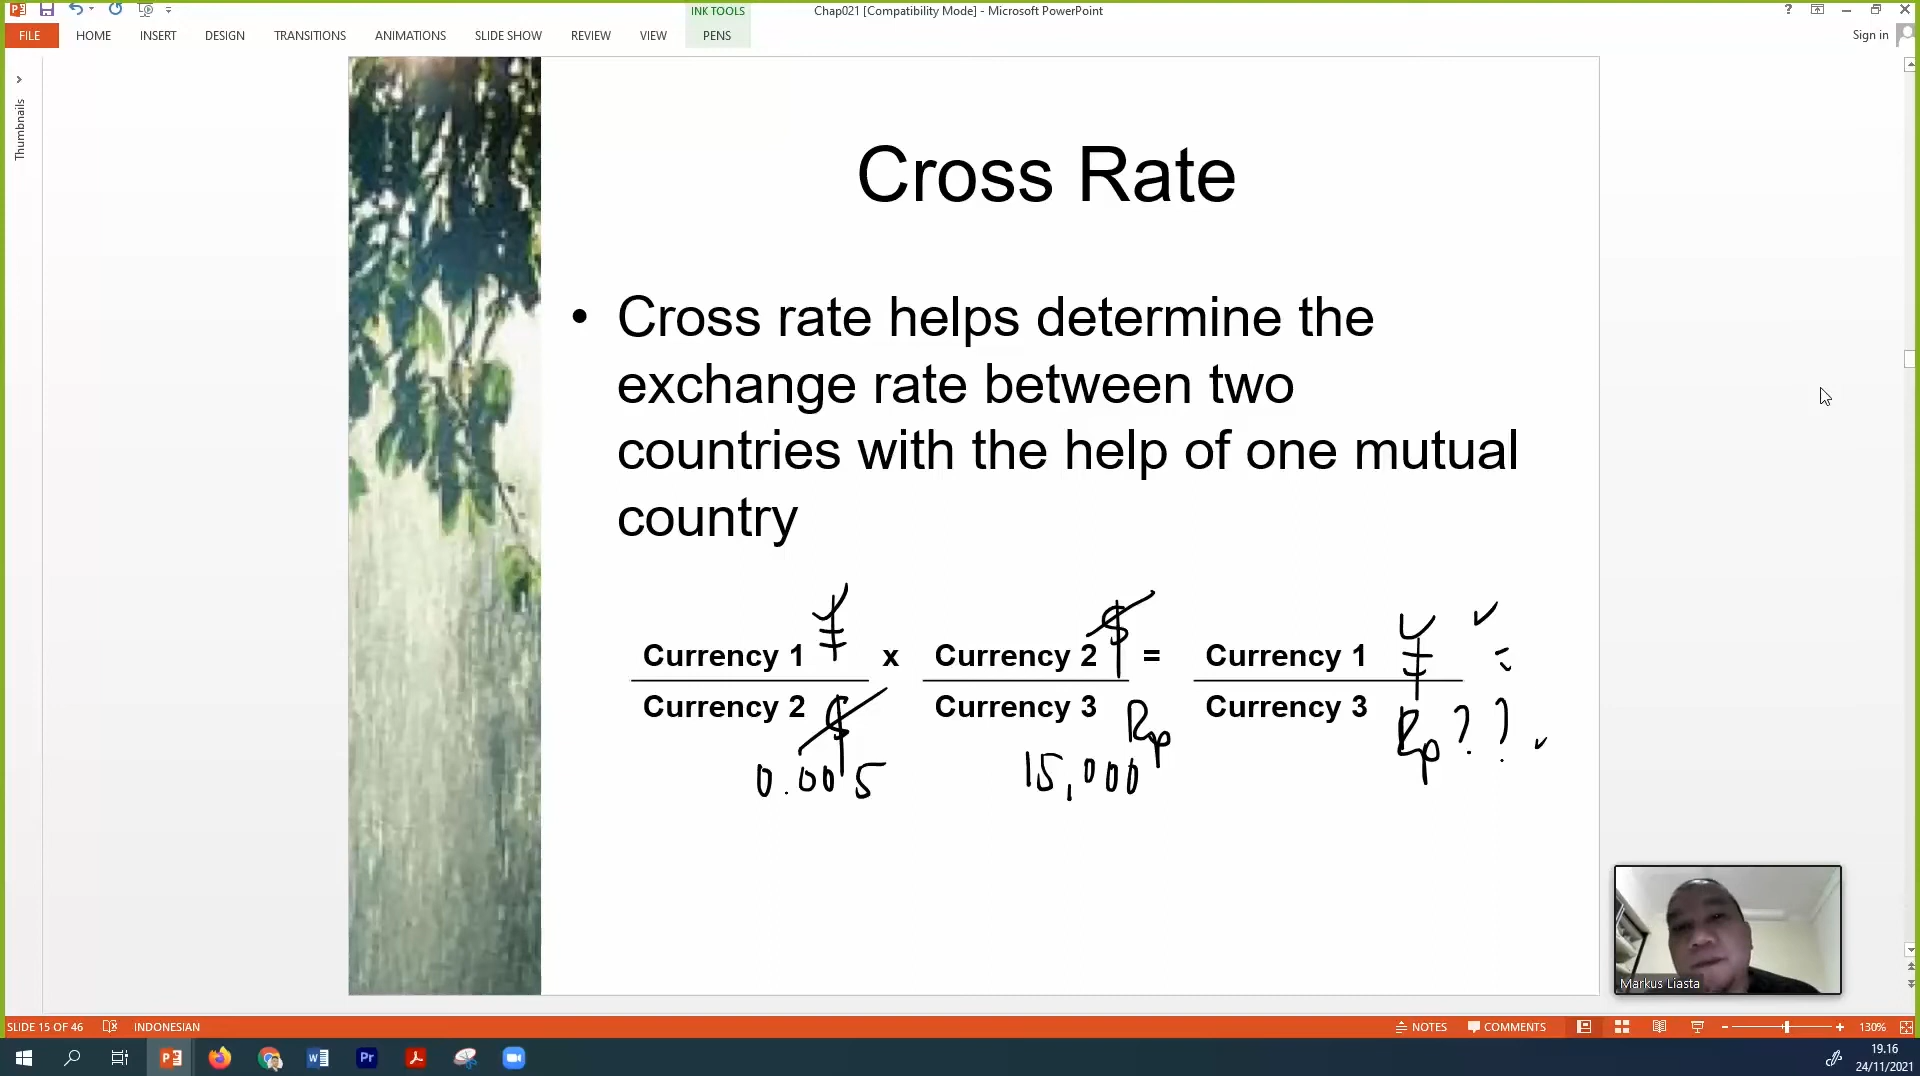 INK TOOLS
Chap021 [Compatibility Mode] - Microsoft PowerPoint
?
FILE HOME INSERT DESIGN TRANSITIONS ANIMATIONS SLIDE SHOW REVIEW VIEW PENS
Sign in
Thumbnails
Cross Rate
• Cross rate helps determine the
exchange rate between two
countries with the help of one mutual
country
¥ $ ¥ ✓
Currency 1 x Currency 2 = Currency 1 =
Currency 2 Currency 3 Currency 3
$ Rp Rp ? ? ✓
0.005 15,000
Markus Liasta
SLIDE 15 OF 46 INDONESIAN NOTES COMMENTS 130%
Pr
19.16
24/11/2021